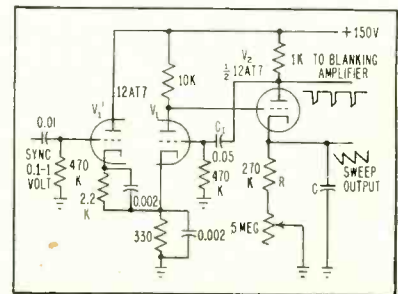 +150V
V2
½ 12AT7
1K
TO BLANKING
AMPLIFIER
10K
12AT7
V1'
V1
0.01
SYNC
0.1-1
VOLT
470
K
2.2
K
0.002
330
0.002
C1
0.05
470
K
270
K
R
5 MEG
C
SWEEP
OUTPUT